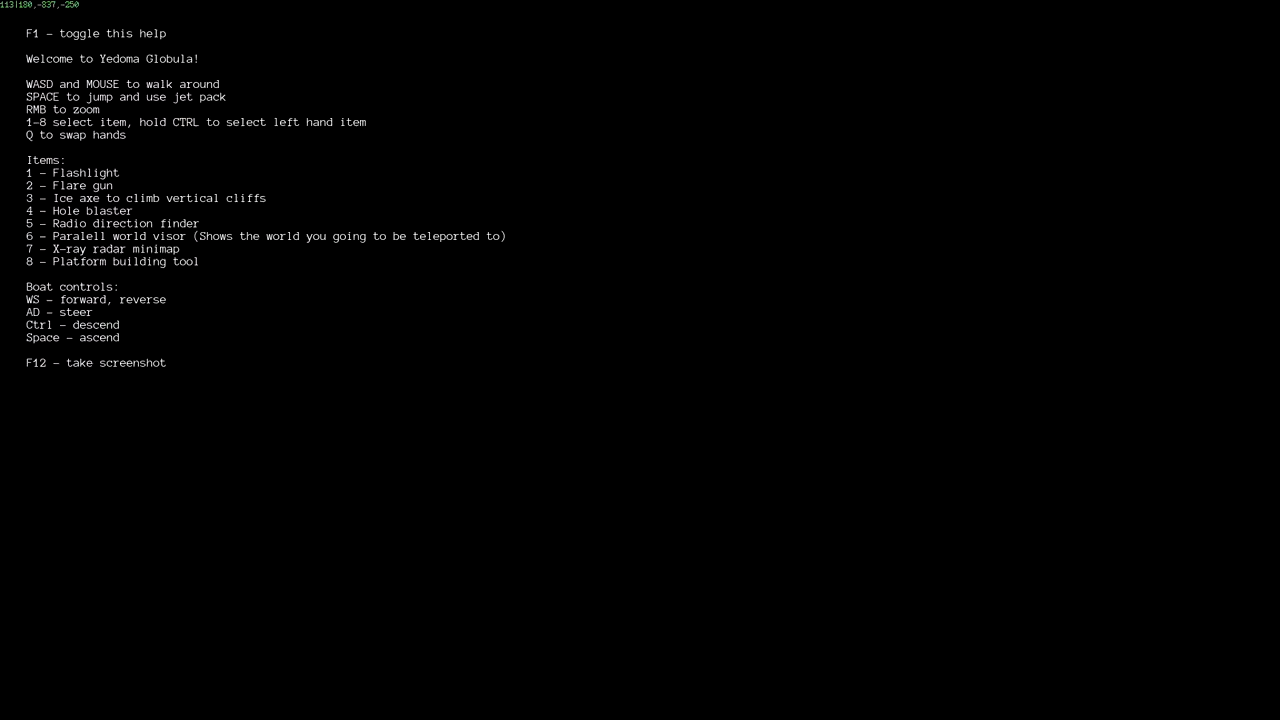 113|180,-837,-250
F1 - toggle this help
Welcome to Yedoma Globula!
WASD and MOUSE to walk around
SPACE to jump and use jet pack
RMB to zoom
1-8 select item, hold CTRL to select left hand item
Q to swap hands
Items:
1 - Flashlight
2 - Flare gun
3 - Ice axe to climb vertical cliffs
4 - Hole blaster
5 - Radio direction finder
6 - Paralell world visor (Shows the world you going to be teleported to)
7 - X-ray radar minimap
8 - Platform building tool
Boat controls:
WS - forward, reverse
AD - steer
Ctrl - descend
Space - ascend
F12 - take screenshot